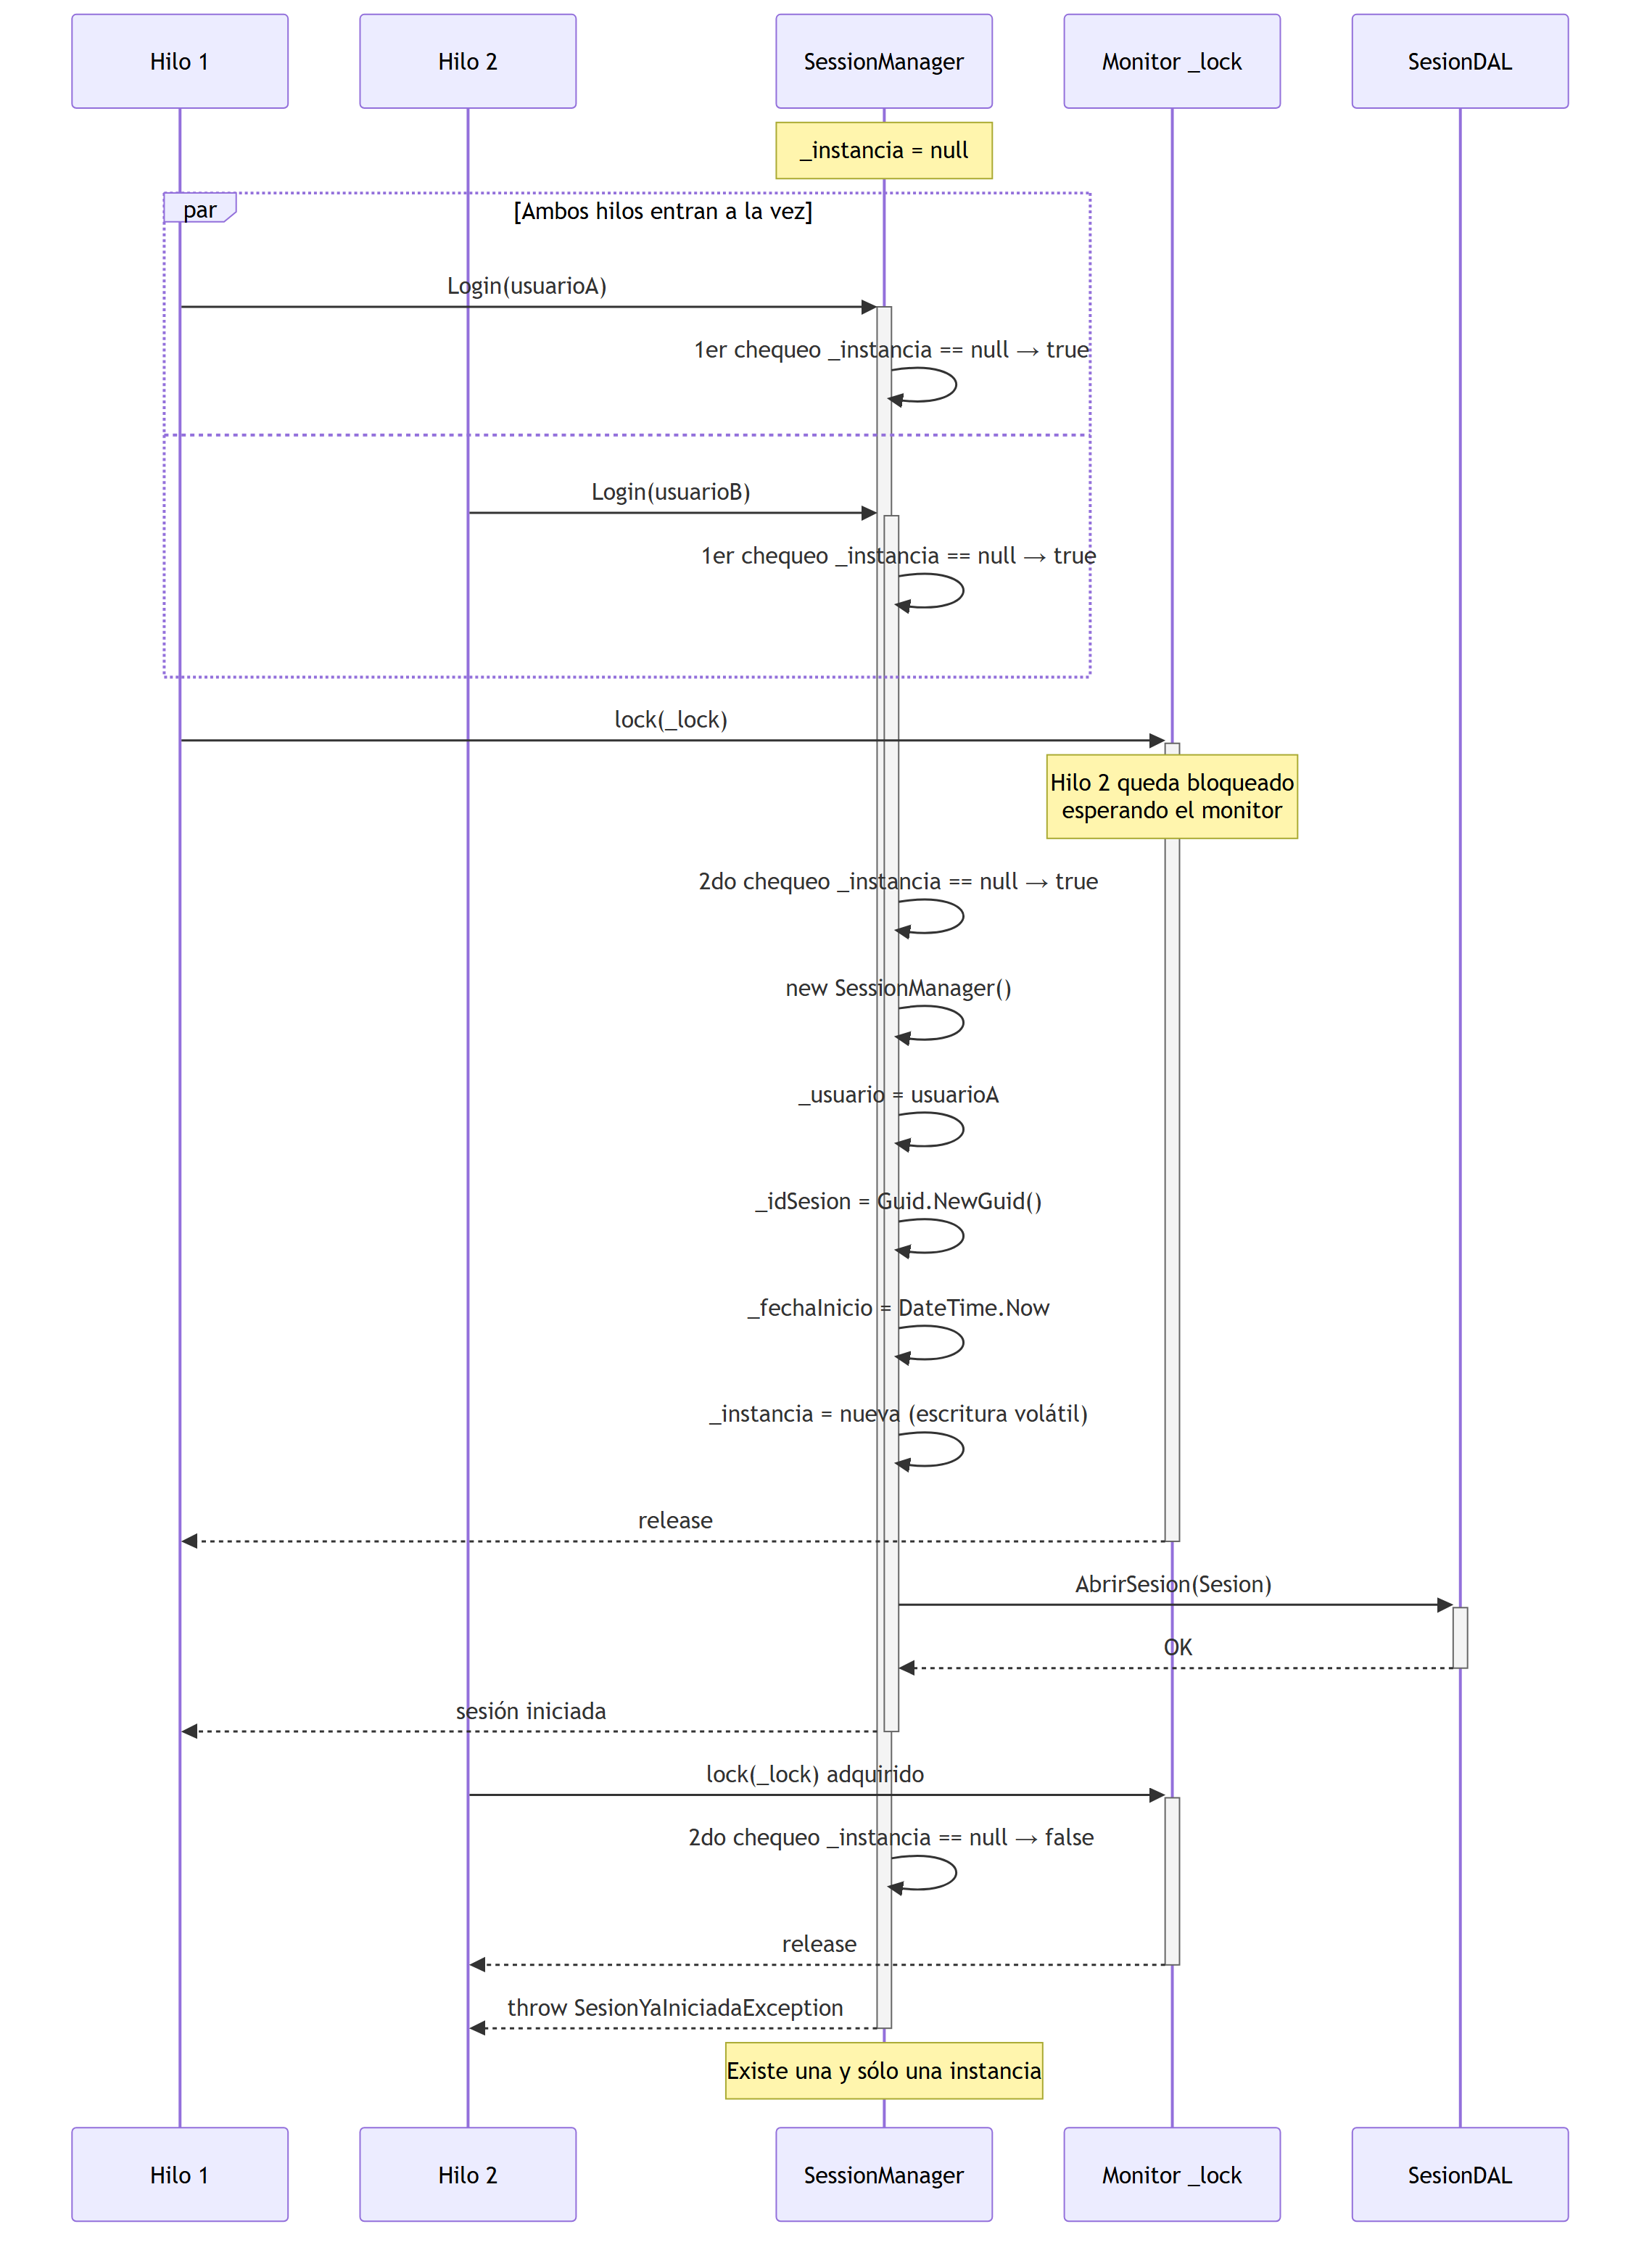 Hilo 1
Hilo 2
SessionManager
Monitor _lock
SesionDAL
_instancia = null
par
[Ambos hilos entran a la vez]
Login(usuarioA)
1er chequeo _instancia == null → true
Login(usuarioB)
1er chequeo _instancia == null → true
lock(_lock)
Hilo 2 queda bloqueado
esperando el monitor
2do chequeo _instancia == null → true
new SessionManager()
_usuario = usuarioA
_idSesion = Guid.NewGuid()
_fechaInicio = DateTime.Now
_instancia = nueva (escritura volátil)
release
AbrirSesion(Sesion)
OK
sesión iniciada
lock(_lock) adquirido
2do chequeo _instancia == null → false
release
throw SesionYaIniciadaException
Existe una y sólo una instancia
Hilo 1
Hilo 2
SessionManager
Monitor _lock
SesionDAL